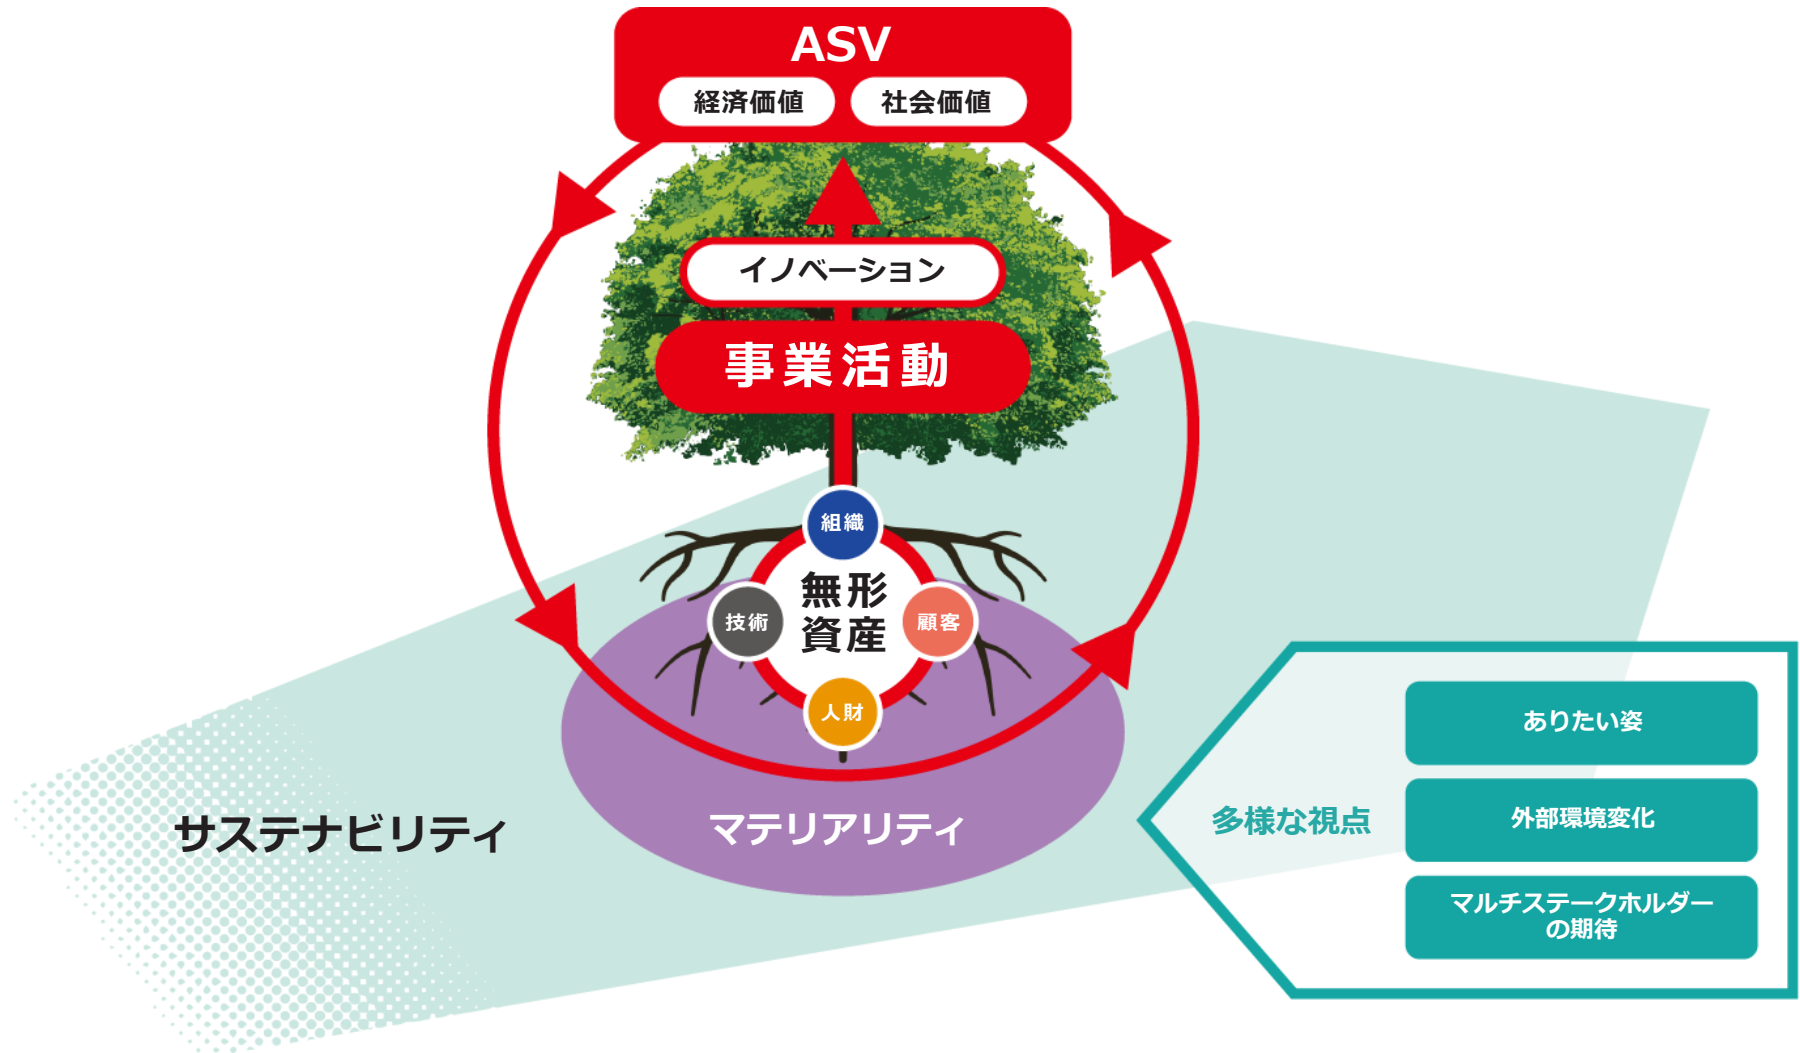 ASV
経済価値
社会価値
イノベーション
事業活動
組織
無形
資産
技術
顧客
人財
マテリアリティ
サステナビリティ
多様な視点
ありたい姿
外部環境変化
マルチステークホルダー
の期待